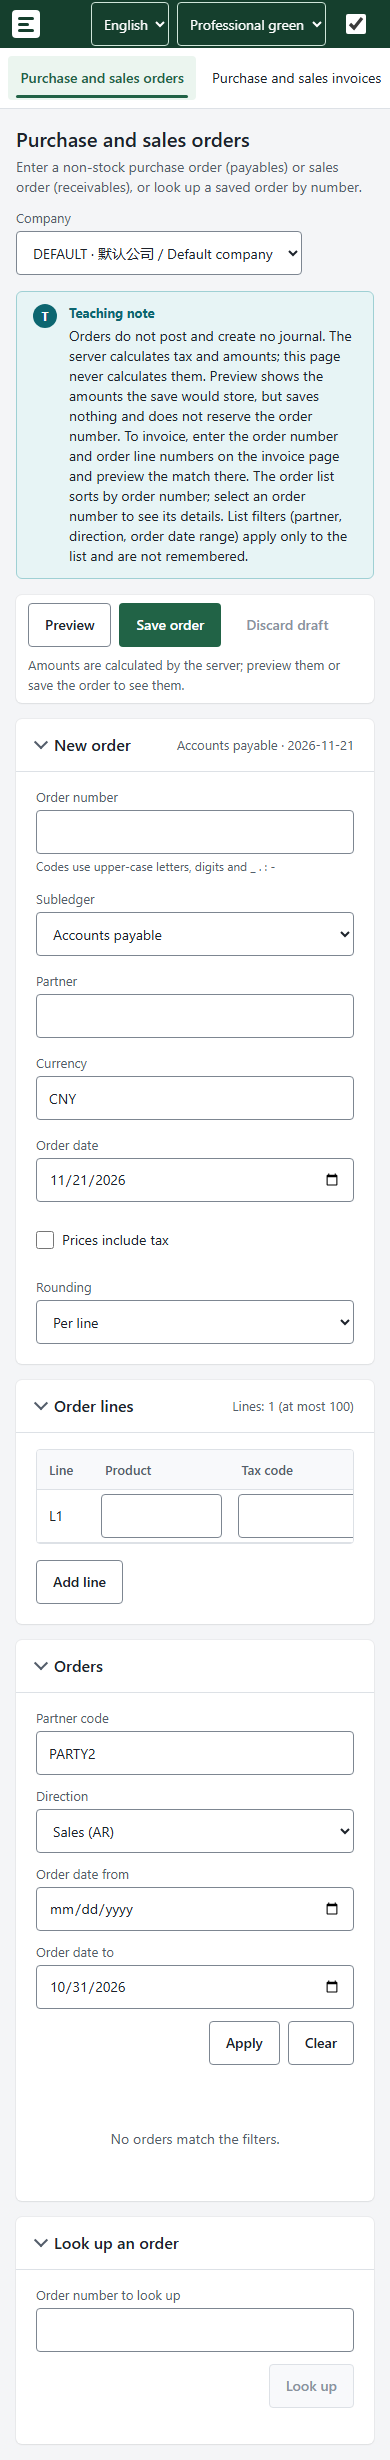 English
Professional green
Purchase and sales orders
Purchase and sales invoices
Purchase and sales orders
Enter a non-stock purchase order (payables) or sales
order (receivables), or look up a saved order by number.
Company
DEFAULT · 默认公司 / Default company
T
Teaching note
Orders do not post and create no journal. The
server calculates tax and amounts; this page
never calculates them. Preview shows the
amounts the save would store, but saves
nothing and does not reserve the order
number. To invoice, enter the order number
and order line numbers on the invoice page
and preview the match there. The order list
sorts by order number; select an order
number to see its details. List filters (partner,
direction, order date range) apply only to the
list and are not remembered.
Preview
Save order
Discard draft
Amounts are calculated by the server; preview them or
save the order to see them.
New order
Accounts payable · 2026-11-21
Order number
Codes use upper-case letters, digits and _ . : -
Subledger
Accounts payable
Partner
Currency
CNY
Order date
11/21/2026
Prices include tax
Rounding
Per line
Order lines
Lines: 1 (at most 100)
Line
Product
Tax code
L1
Add line
Orders
Partner code
PARTY2
Direction
Sales (AR)
Order date from
mm/dd/yyyy
Order date to
10/31/2026
Apply
Clear
No orders match the filters.
Look up an order
Order number to look up
Look up